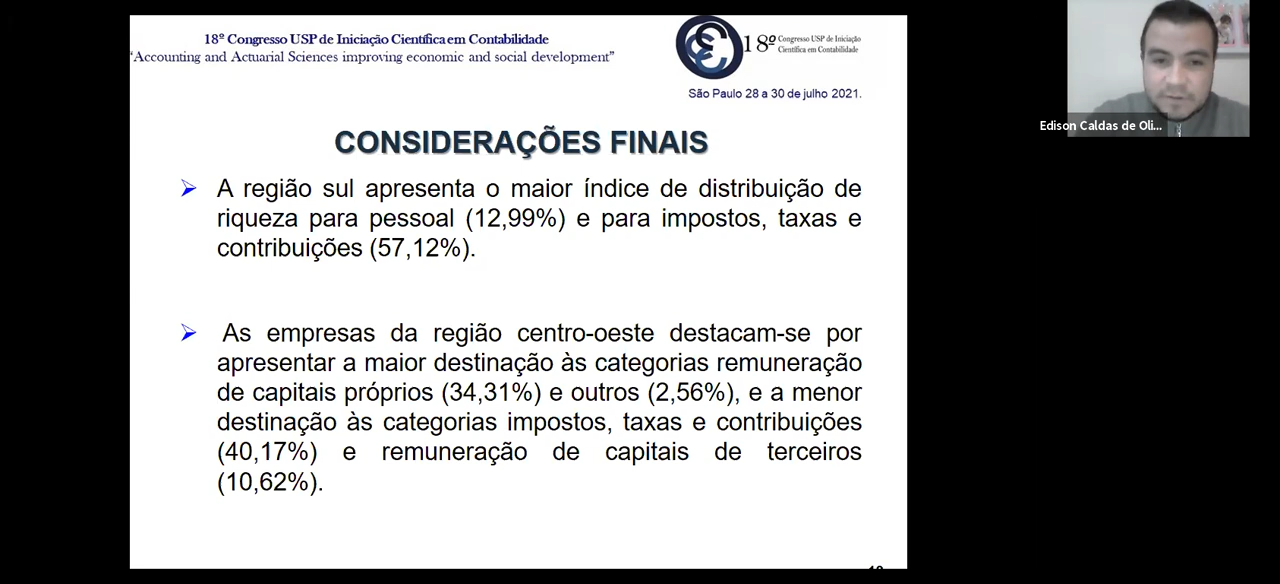 18º Congresso USP de Iniciação Científica em Contabilidade
“Accounting and Actuarial Sciences improving economic and social development”
18º Congresso USP de Iniciação
Científica em Contabilidade
São Paulo 28 a 30 de julho 2021.
Edison Caldas de Oli...
CONSIDERAÇÕES FINAIS
➢ A região sul apresenta o maior índice de distribuição de
riqueza para pessoal (12,99%) e para impostos, taxas e
contribuições (57,12%).
➢ As empresas da região centro-oeste destacam-se por
apresentar a maior destinação às categorias remuneração
de capitais próprios (34,31%) e outros (2,56%), e a menor
destinação às categorias impostos, taxas e contribuições
(40,17%) e remuneração de capitais de terceiros
(10,62%).